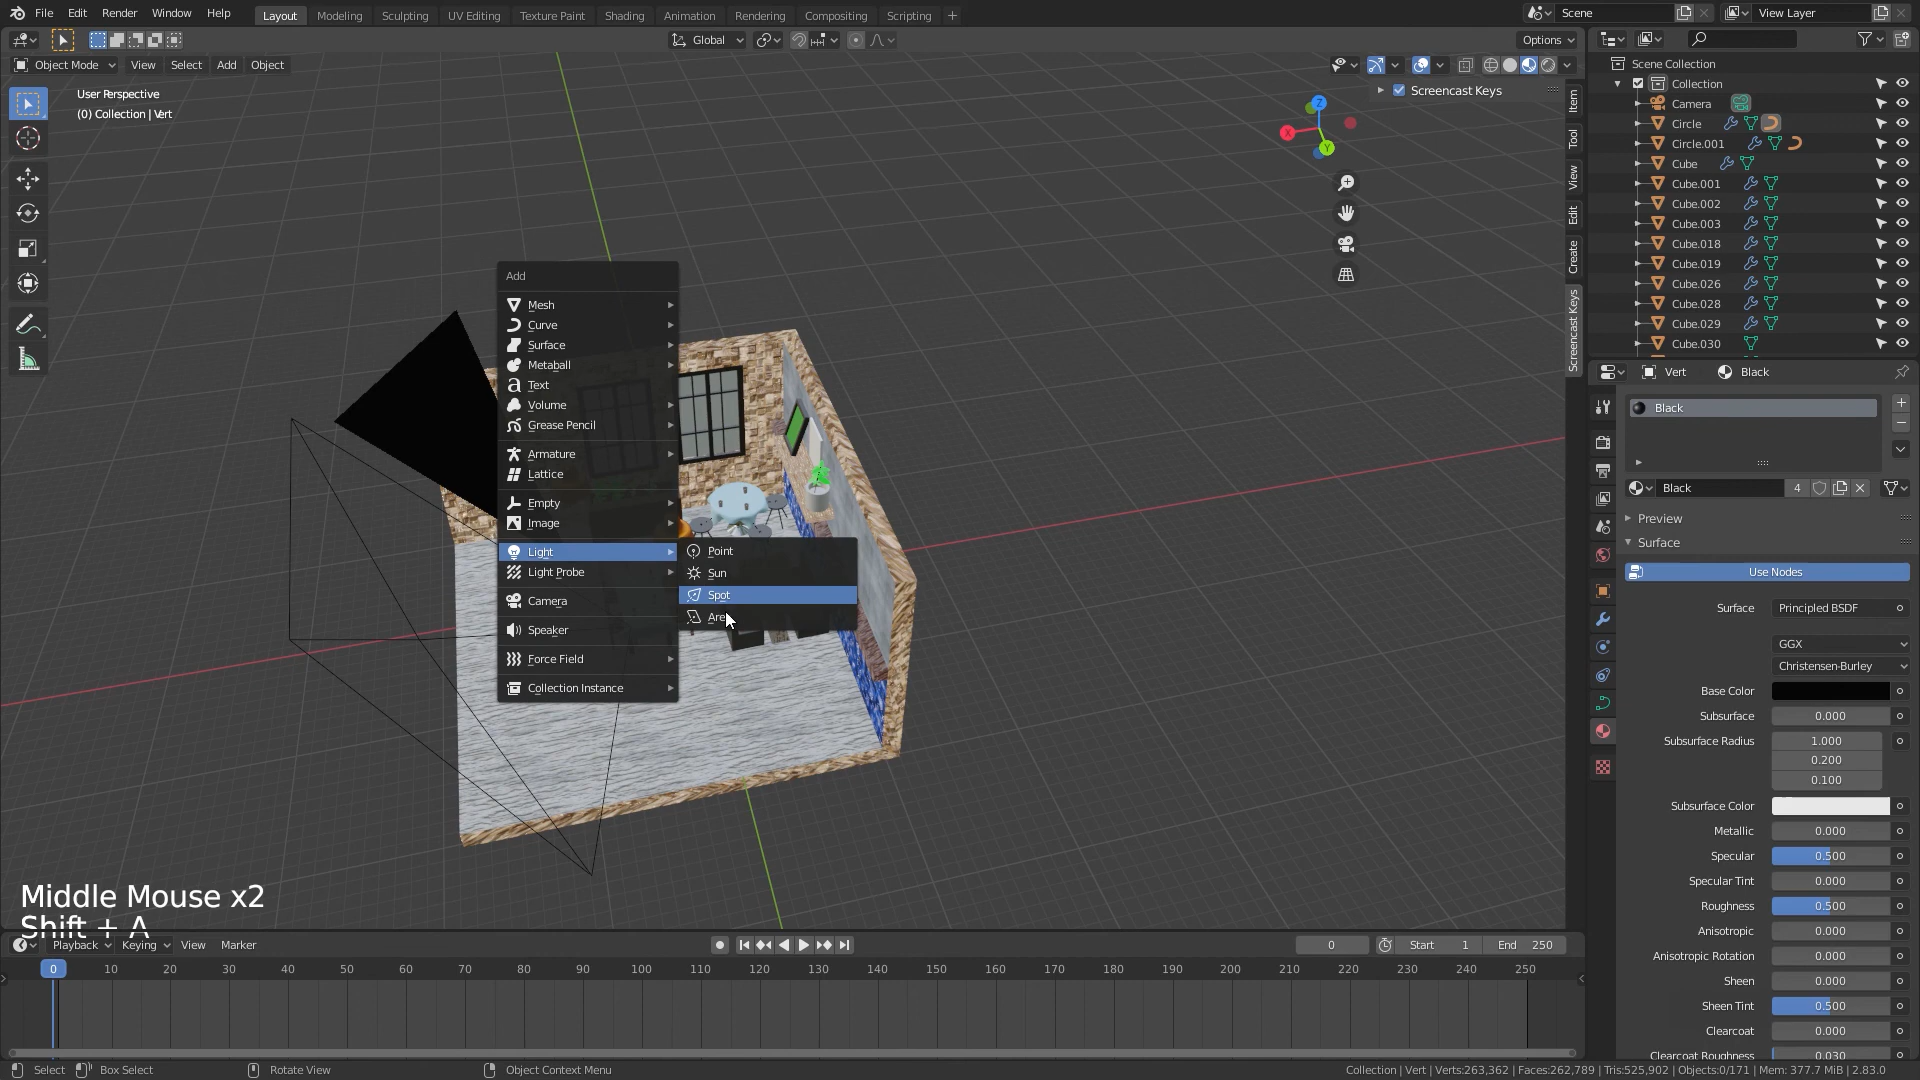 File Edit Render Window Help
Layout Modeling Sculpting UV Editing Texture Paint Shading Animation Rendering Compositing Scripting +
Scene
View Layer
Global
Options
Object Mode View Select Add Object
User Perspective
(0) Collection | Vert
Screencast Keys
X
Z
Y
Item
Tool
View
Edit
Create
Screencast Keys
Add
Mesh
Curve
Surface
Metaball
Text
Volume
Grease Pencil
Armature
Lattice
Empty
Image
Light
Light Probe
Camera
Speaker
Force Field
Collection Instance
Point
Sun
Spot
Middle Mouse x2
Shift + A
Scene Collection
Collection
Camera
Circle
Circle.001
Cube
Cube.001
Cube.002
Cube.003
Cube.018
Cube.019
Cube.026
Cube.028
Cube.029
Cube.030
Vert Black
Black
Black 4
Preview
Surface
Use Nodes
Surface Principled BSDF
GGX
Christensen-Burley
Base Color
Subsurface 0.000
Subsurface Radius 1.000
0.200
0.100
Subsurface Color
Metallic 0.000
Specular 0.500
Specular Tint 0.000
Roughness 0.500
Anisotropic 0.000
Anisotropic Rotation 0.000
Sheen 0.000
Sheen Tint 0.500
Clearcoat 0.000
Clearcoat Roughness 0.030
Playback Keying View Marker
0 Start 1 End 250
0 10 20 30 40 50 60 70 80 90 100 110 120 130 140 150 160 170 180 190 200 210 220 230 240 250
Select Box Select Rotate View Object Context Menu
Collection | Vert | Verts:263,362 | Faces:262,789 | Tris:525,902 | Objects:0/171 | Mem: 377.7 MiB | 2.83.0